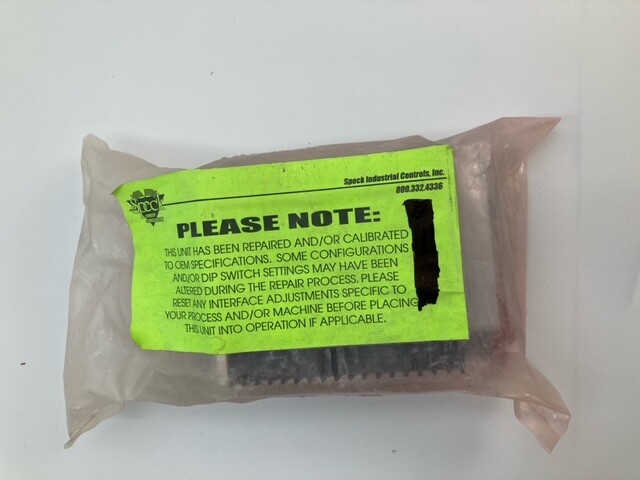 Speck Industrial Controls, Inc.
800.332.4336
PLEASE NOTE:
THIS UNIT HAS BEEN REPAIRED AND/OR CALIBRATED
TO OEM SPECIFICATIONS. SOME CONFIGURATIONS
AND/OR DIP SWITCH SETTINGS MAY HAVE BEEN
ALTERED DURING THE REPAIR PROCESS. PLEASE
RESET ANY INTERFACE ADJUSTMENTS SPECIFIC TO
YOUR PROCESS AND/OR MACHINE BEFORE PLACING
THIS UNIT INTO OPERATION IF APPLICABLE.